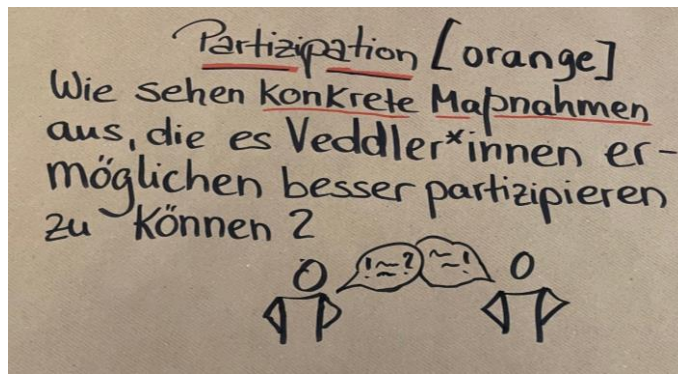 Partizipation [orange]
Wie sehen konkrete Maßnahmen
aus, die es Veddler*innen er-
möglichen besser partizipieren
zu können?
!~? ~!